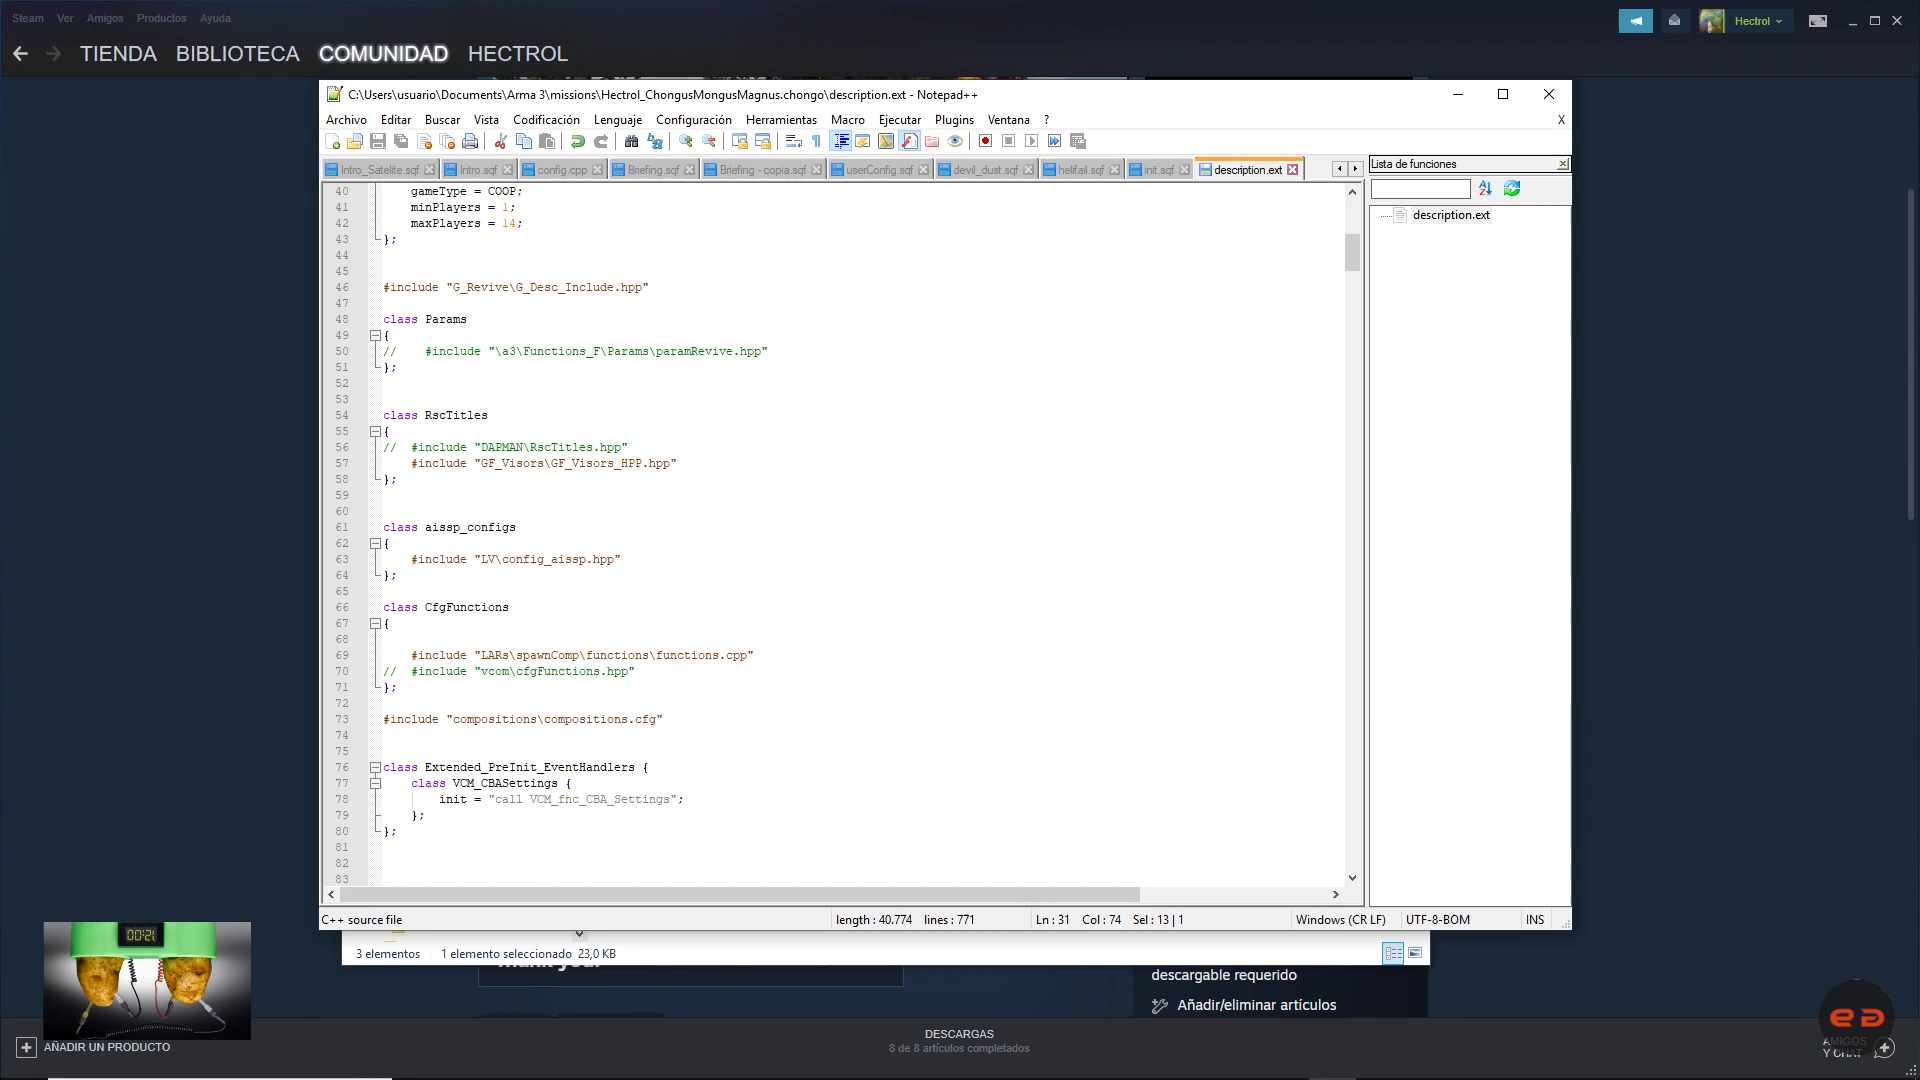 Steam Ver Amigos Productos Ayuda
Hectrol
TIENDA BIBLIOTECA COMUNIDAD HECTROL
C:\Users\usuario\Documents\Arma 3\missions\Hectrol_ChongusMongusMagnus.chongo\description.ext - Notepad++
Archivo Editar Buscar Vista Codificación Lenguaje Configuración Herramientas Macro Ejecutar Plugins Ventana ? X
Intro_Satelite.sqf Intro.sqf config.cpp Briefing.sqf Briefing - copia.sqf userConfig.sqf devil_dust.sqf helifail.sqf init.sqf description.ext
Lista de funciones
description.ext
40 gameType = COOP;
41 minPlayers = 1;
42 maxPlayers = 14;
43 };
44
45
46 #include "G_Revive\G_Desc_Include.hpp"
47
48 class Params
49 {
50 // #include "\a3\Functions_F\Params\paramRevive.hpp"
51 };
52
53
54 class RscTitles
55 {
56 // #include "DAPMAN\RscTitles.hpp"
57 #include "GF_Visors\GF_Visors_HPP.hpp"
58 };
59
60
61 class aissp_configs
62 {
63 #include "LV\config_aissp.hpp"
64 };
65
66 class CfgFunctions
67 {
68
69 #include "LARs\spawnComp\functions\functions.cpp"
70 // #include "vcom\cfgFunctions.hpp"
71 };
72
73 #include "compositions\compositions.cfg"
74
75
76 class Extended_PreInit_EventHandlers {
77 class VCM_CBASettings {
78 init = "call VCM_fnc_CBA_Settings";
79 };
80 };
81
82
83
C++ source file length : 40.774 lines : 771 Ln : 31 Col : 74 Sel : 13 | 1 Windows (CR LF) UTF-8-BOM INS
3 elementos 1 elemento seleccionado 23,0 KB
descargable requerido
Añadir/eliminar artículos
00:21
AÑADIR UN PRODUCTO
DESCARGAS
8 de 8 artículos completados
AMIGOS
Y CHAT